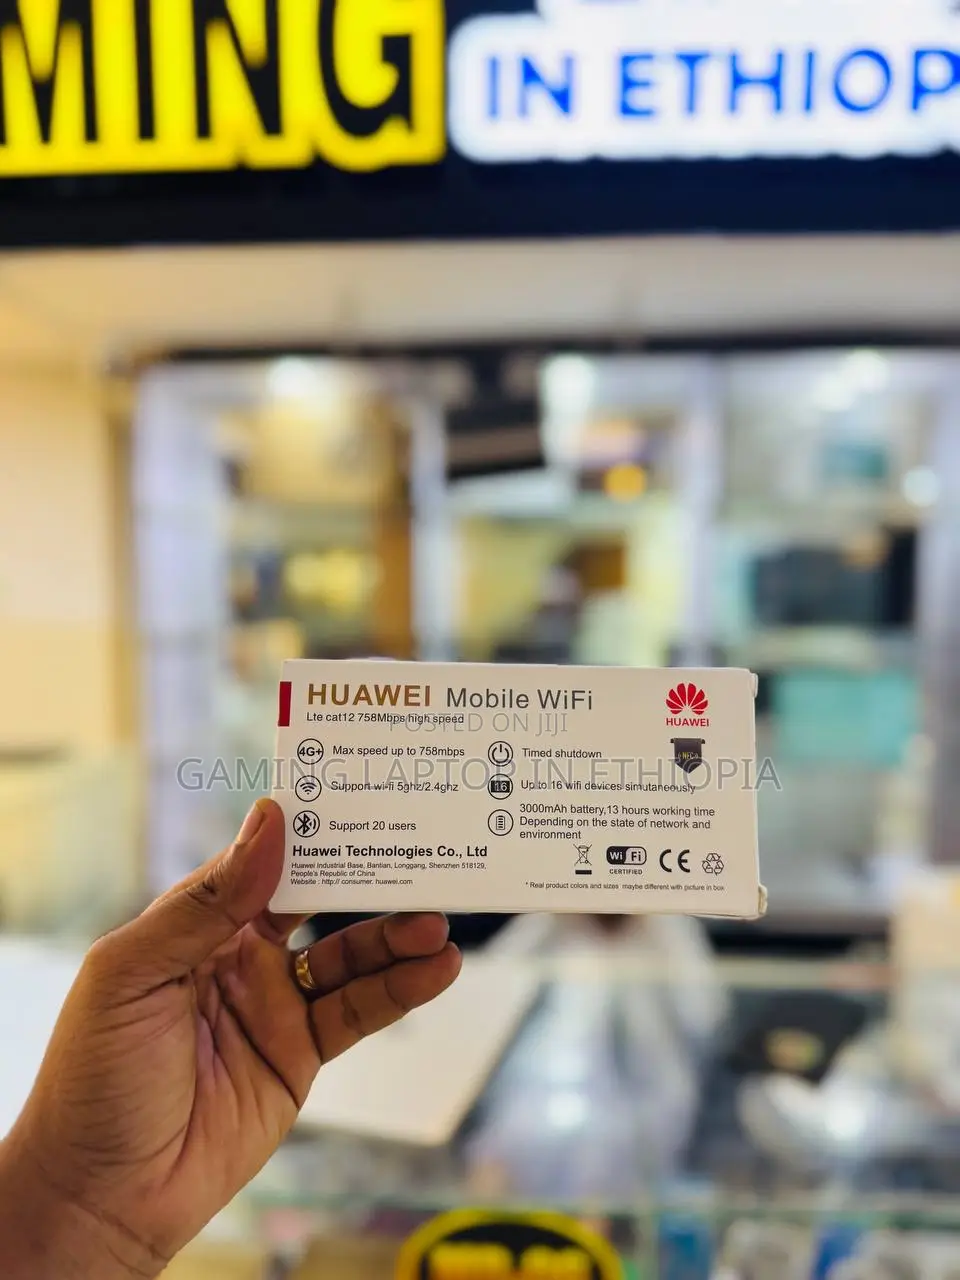 MING
IN ETHIOP
HUAWEI Mobile WiFi
Lte cat12 758Mbps high speed
HUAWEI
POSTED ON JIJI
GAMING LAPTOP IN ETHIOPIA
4G+ Max speed up to 758mbps
Timed shutdown
NFC
Support wi-fi 5ghz/2.4ghz
16 Up to 16 wifi devices simutaneously
Support 20 users
3000mAh battery,13 hours working time
Depending on the state of network and
environment
Huawei Technologies Co., Ltd
Huawei Industrial Base, Bantian, Longgang, Shenzhen 518129,
People's Republic of China
Website : http:// consumer. huawei.com
Wi Fi
CERTIFIED
CE
* Real product colors and sizes maybe different with picture in box